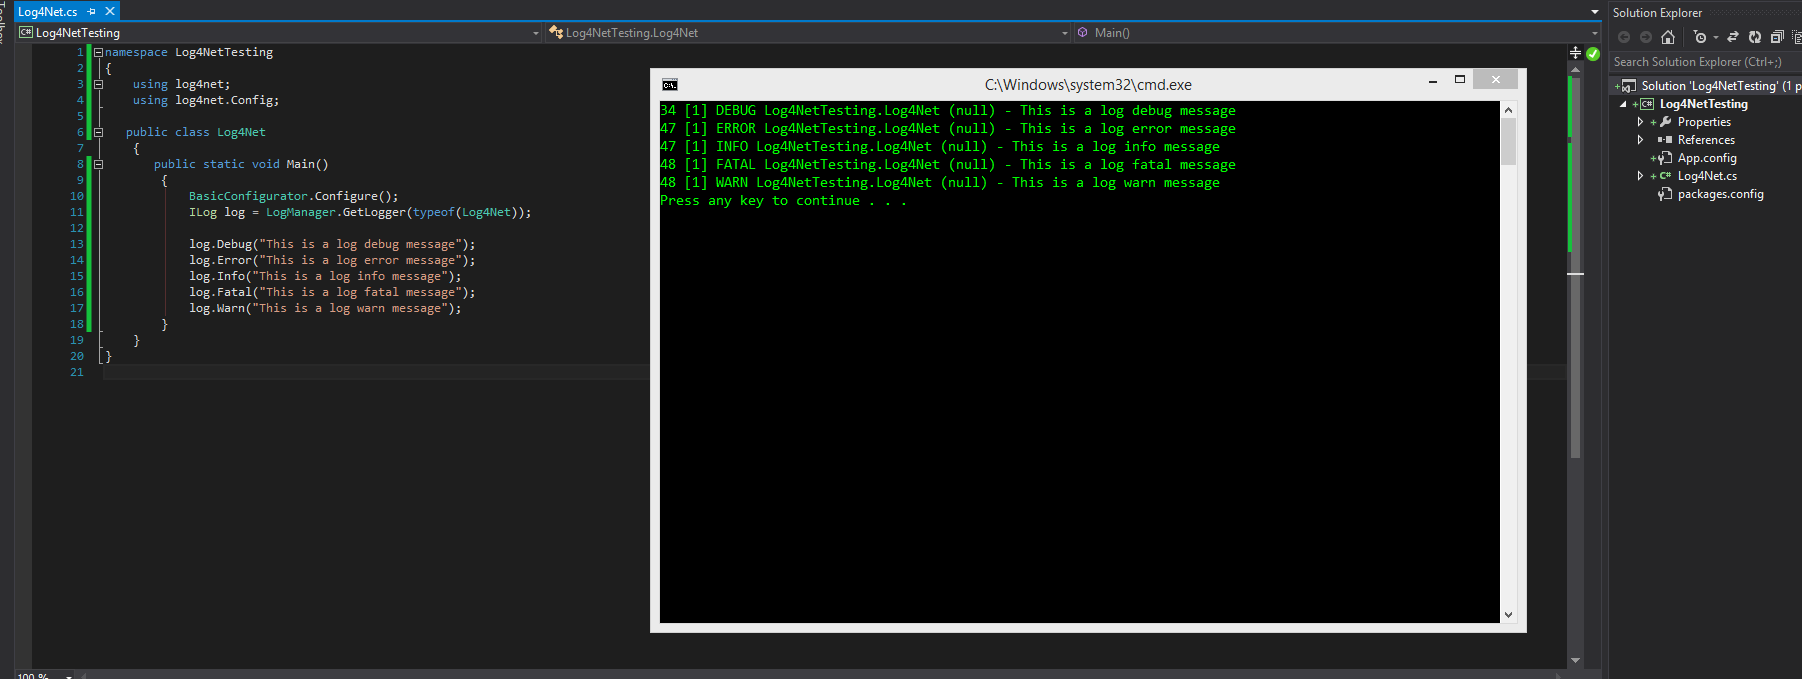 Toolbox
Log4Net.cs
Log4NetTesting
Log4NetTesting.Log4Net
Main()
1 namespace Log4NetTesting
2 {
3 using log4net;
4 using log4net.Config;
5
6 public class Log4Net
7 {
8 public static void Main()
9 {
10 BasicConfigurator.Configure();
11 ILog log = LogManager.GetLogger(typeof(Log4Net));
12
13 log.Debug("This is a log debug message");
14 log.Error("This is a log error message");
15 log.Info("This is a log info message");
16 log.Fatal("This is a log fatal message");
17 log.Warn("This is a log warn message");
18 }
19 }
20 }
21
100 %
C:\Windows\system32\cmd.exe
34 [1] DEBUG Log4NetTesting.Log4Net (null) - This is a log debug message
47 [1] ERROR Log4NetTesting.Log4Net (null) - This is a log error message
47 [1] INFO Log4NetTesting.Log4Net (null) - This is a log info message
48 [1] FATAL Log4NetTesting.Log4Net (null) - This is a log fatal message
48 [1] WARN Log4NetTesting.Log4Net (null) - This is a log warn message
Press any key to continue . . .
Solution Explorer
Search Solution Explorer (Ctrl+;)
Solution 'Log4NetTesting' (1 p
Log4NetTesting
Properties
References
App.config
Log4Net.cs
packages.config